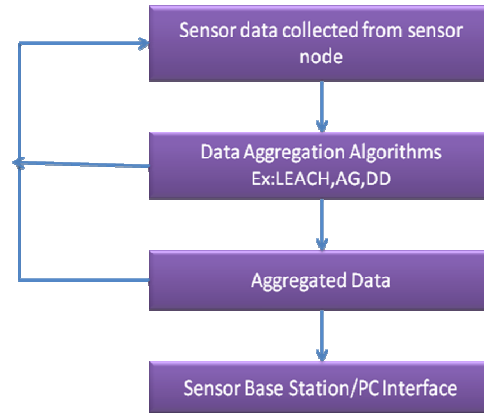 Sensor data collected from sensor
node
Data Aggregation Algorithms
Ex:LEACH,AG,DD
Aggregated Data
Sensor Base Station/PC Interface